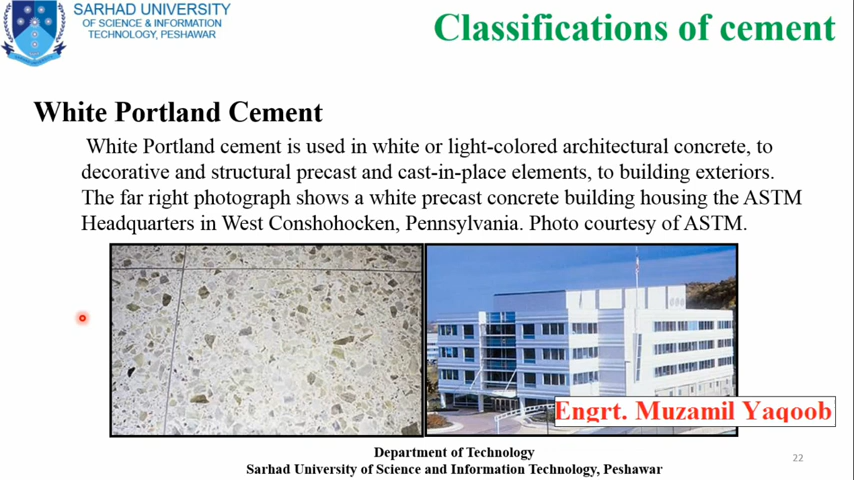 SARHAD UNIVERSITY
OF SCIENCE & INFORMATION
TECHNOLOGY, PESHAWAR
Classifications of cement
White Portland Cement
White Portland cement is used in white or light-colored architectural concrete, to
decorative and structural precast and cast-in-place elements, to building exteriors.
The far right photograph shows a white precast concrete building housing the ASTM
Headquarters in West Conshohocken, Pennsylvania. Photo courtesy of ASTM.
Engrt. Muzamil Yaqoob
Department of Technology
Sarhad University of Science and Information Technology, Peshawar
22